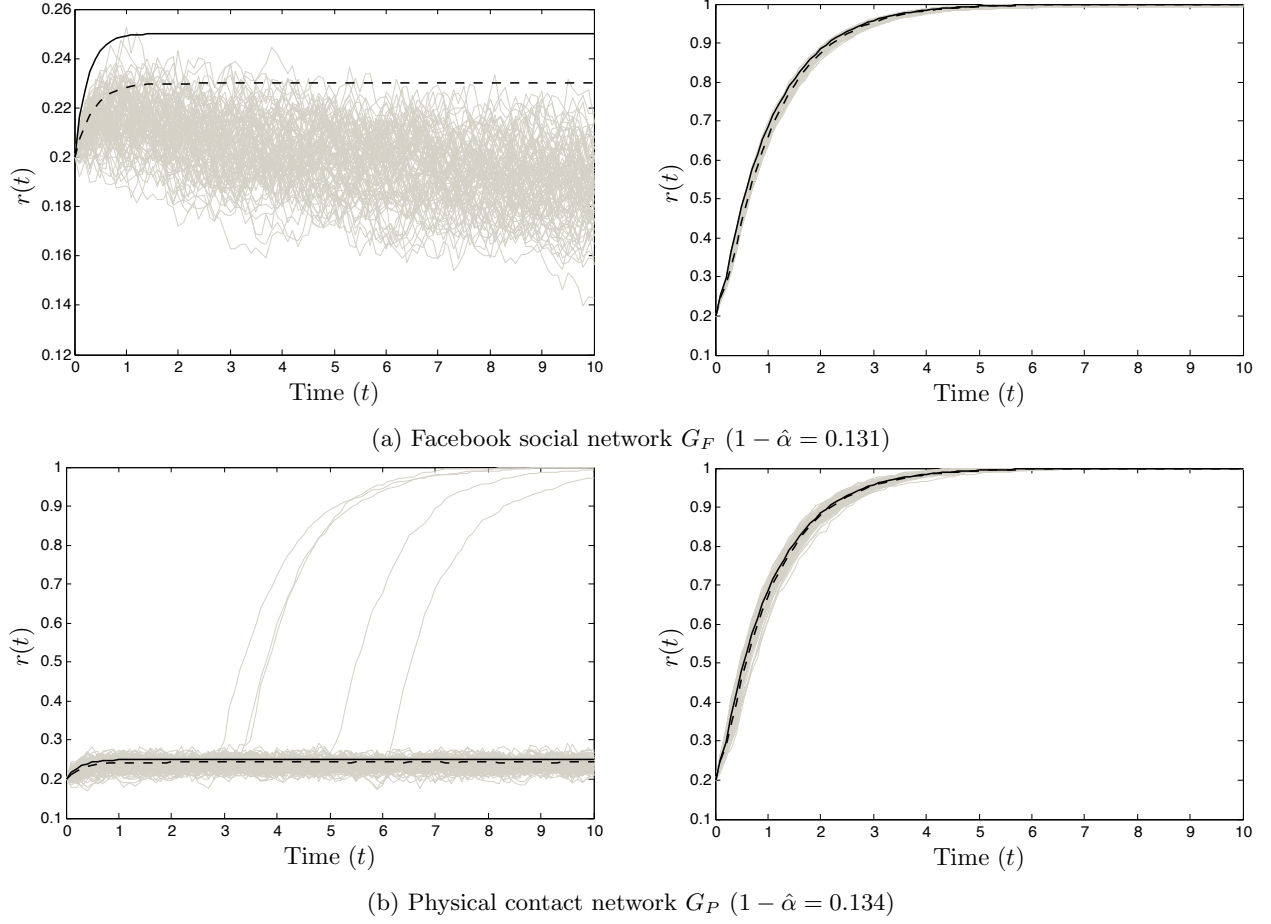 0.26
0.24
0.22
0.2
0.18
0.16
0.14
0.12
r(t)
0 1 2 3 4 5 6 7 8 9 10
Time (t)
1
0.9
0.8
0.7
0.6
0.5
0.4
0.3
0.2
0.1
r(t)
0 1 2 3 4 5 6 7 8 9 10
Time (t)
(a) Facebook social network G_F (1 − α̂ = 0.131)
1
0.9
0.8
0.7
0.6
0.5
0.4
0.3
0.2
0.1
r(t)
0 1 2 3 4 5 6 7 8 9 10
Time (t)
1
0.9
0.8
0.7
0.6
0.5
0.4
0.3
0.2
0.1
r(t)
0 1 2 3 4 5 6 7 8 9 10
Time (t)
(b) Physical contact network G_P (1 − α̂ = 0.134)